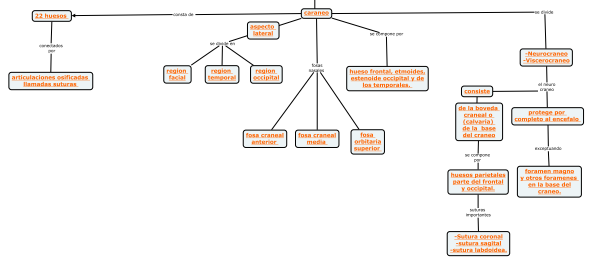 craneo
22 huesos
consta de
se divide
aspecto
lateral
se compone por
conectados
por
se divide en
-Neurocraneo
-Viscerocraneo
articulaciones osificadas
llamadas suturas
region
facial
region
temporal
region
occipital
fosas
hueso frontal, etmoides,
esfenoide occipital y de
los temporales.
el neuro
craneo
consiste
de la boveda
craneal o
(calvaria)
de la base
del craneo
protege por
completo al encefalo
fosa craneal
anterior
fosa craneal
media
fosa
orbitaria
superior
se compone
por
exceptuando
huesos parietales
parte del frontal
y occipital.
foramen magno
y otros foramenes
en la base del
craneo.
suturas
importantes
-Sutura coronal
-sutura sagital
-sutura labdoidea.